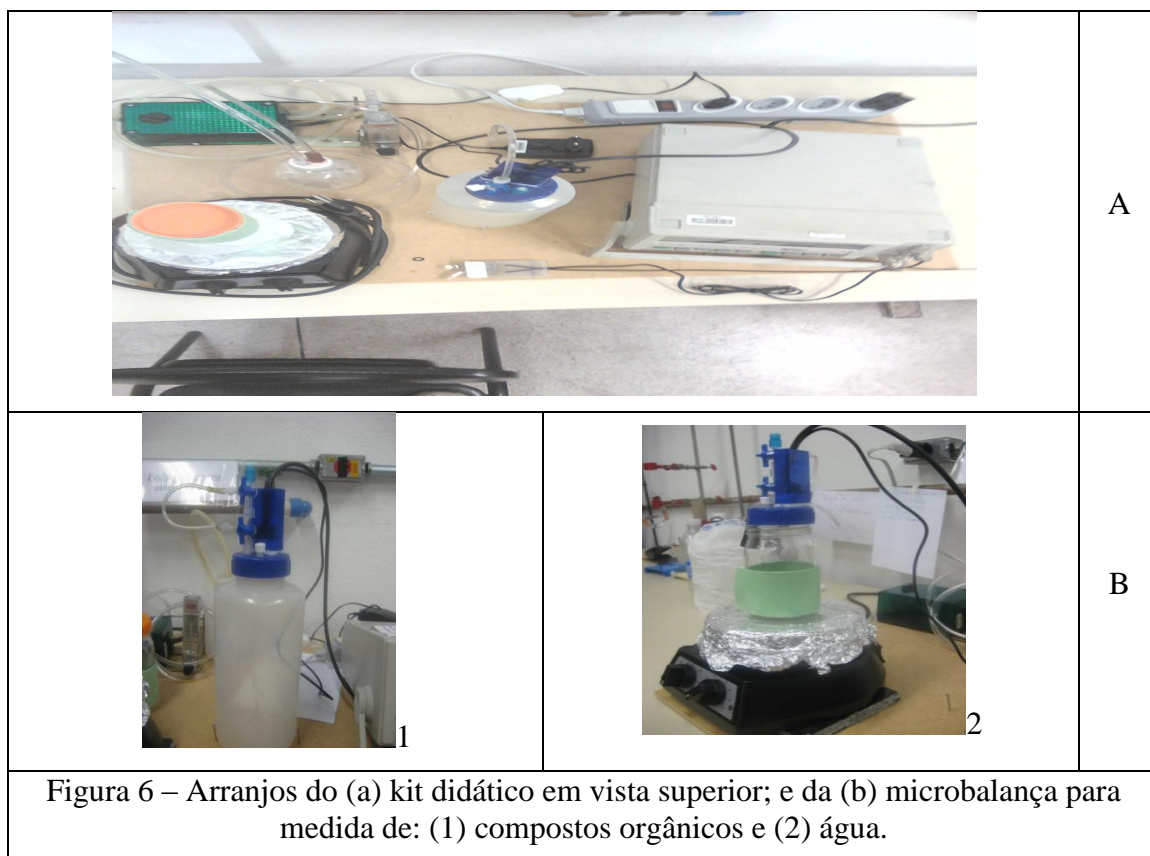 A
1
2
B
Figura 6 – Arranjos do (a) kit didático em vista superior; e da (b) microbalança para
medida de: (1) compostos orgânicos e (2) água.